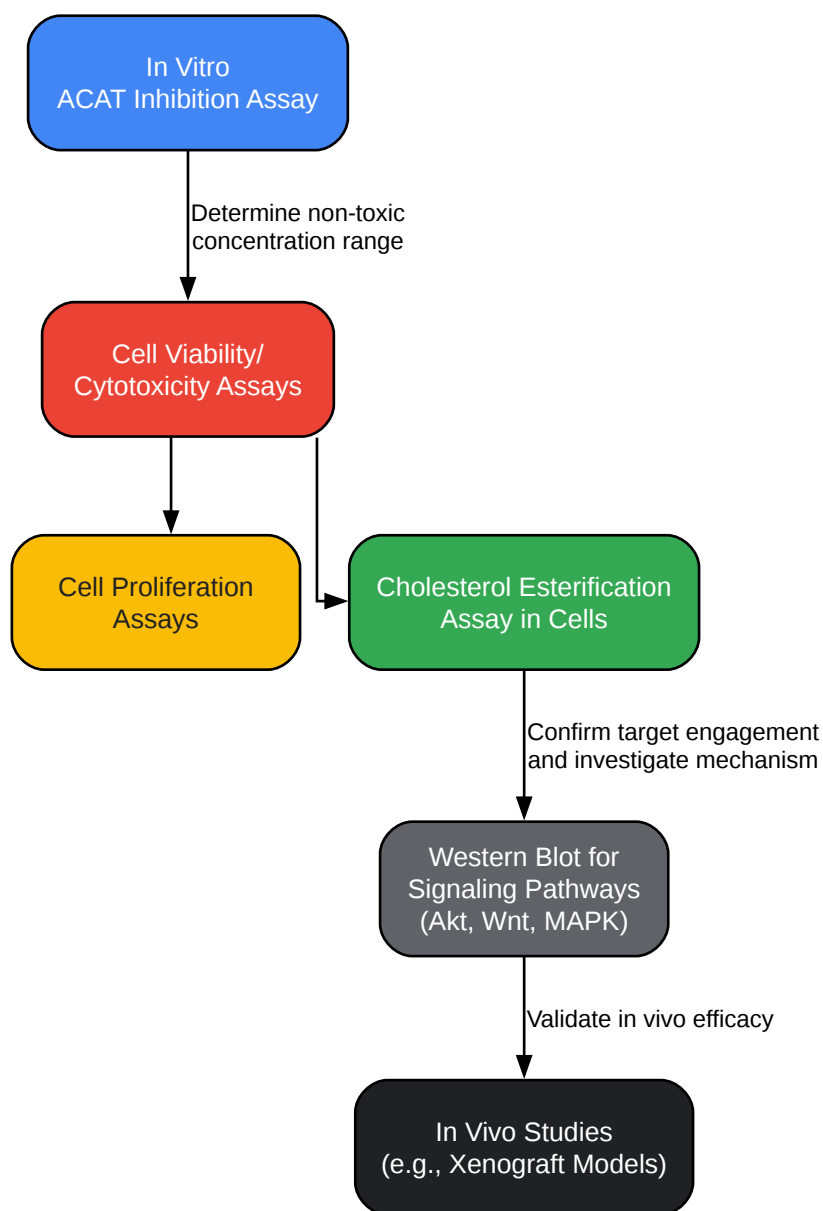 In Vitro
ACAT Inhibition Assay
Determine non-toxic
concentration range
Cell Viability/
Cytotoxicity Assays
Cell Proliferation
Assays
Cholesterol Esterification
Assay in Cells
Confirm target engagement
and investigate mechanism
Western Blot for
Signaling Pathways
(Akt, Wnt, MAPK)
Validate in vivo efficacy
In Vivo Studies
(e.g., Xenograft Models)